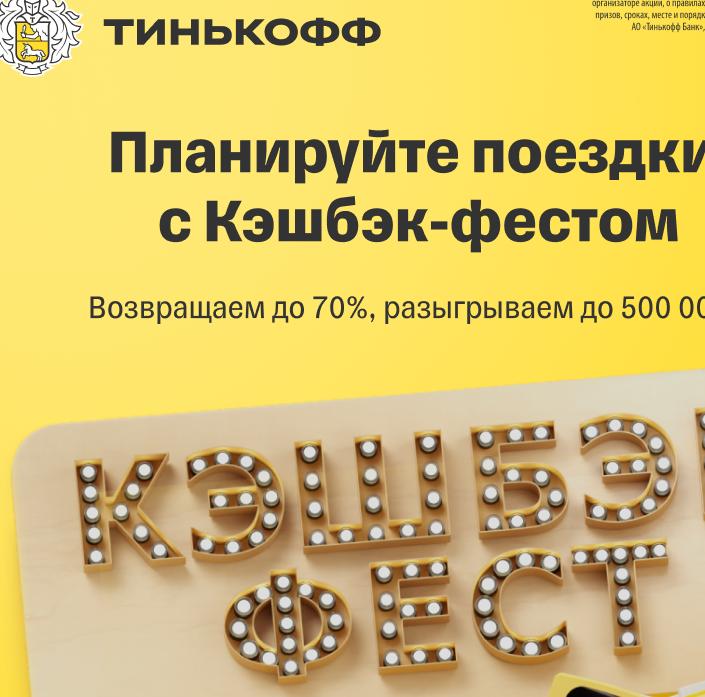 ТИНЬКОФФ
организаторе акции, о правилах
призов, сроках, месте и порядк
АО «Тинькофф Банк»,
Планируйте поездки
с Кэшбэк-фестом
Возвращаем до 70%, разыгрываем до 500 00
КЭШБЭ
ФЕСТ